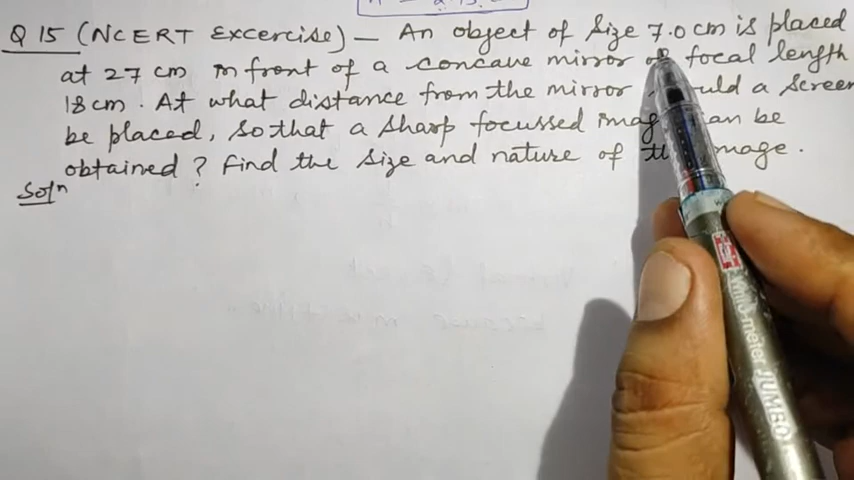 Q 15 (NCERT Excercise) — An object of size 7.0 cm is placed
at 27 cm in front of a concave mirror of focal length
18 cm. At what distance from the mirror should a screen
be placed, so that a sharp focussed image can be
obtained? Find the size and nature of the image.
Solⁿ
JUMBO